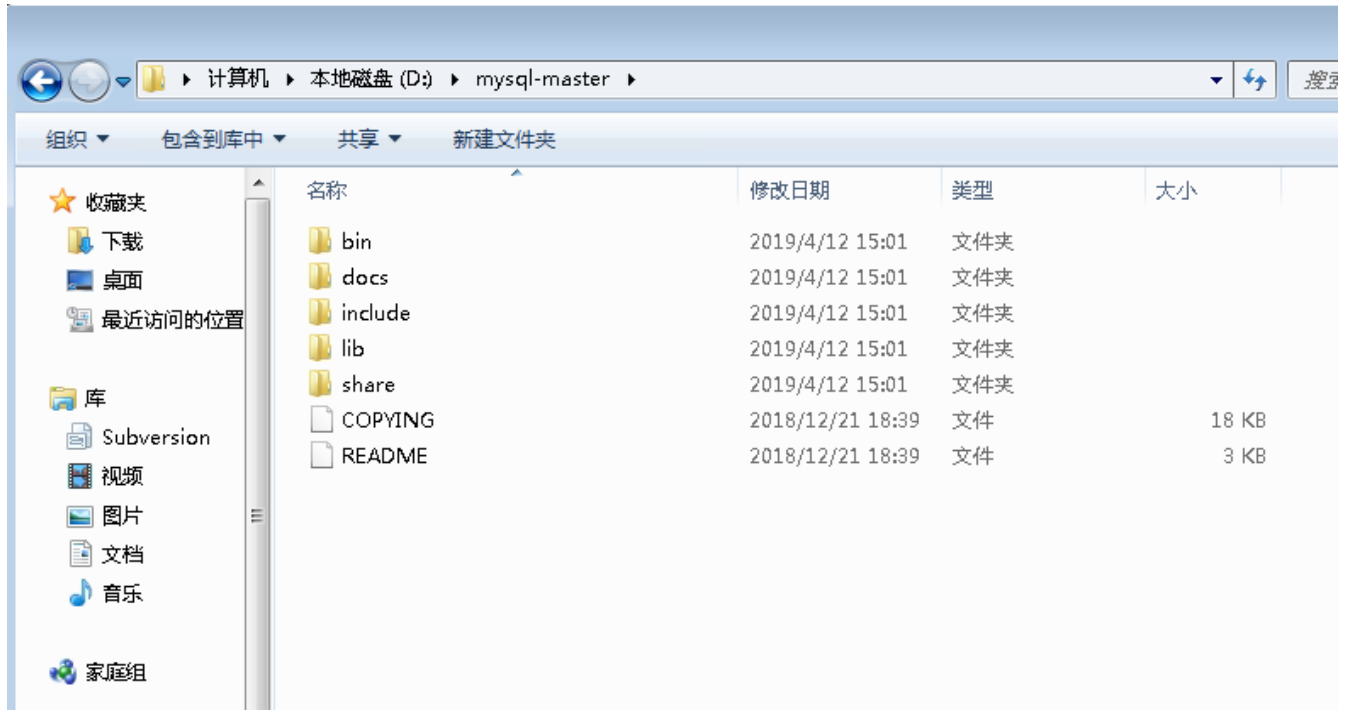 计算机 本地磁盘 (D:) mysql-master
组织 包含到库中 共享 新建文件夹
收藏夹
下载
桌面
最近访问的位置
库
Subversion
视频
图片
文档
音乐
家庭组
名称 修改日期 类型 大小
bin 2019/4/12 15:01 文件夹
docs 2019/4/12 15:01 文件夹
include 2019/4/12 15:01 文件夹
lib 2019/4/12 15:01 文件夹
share 2019/4/12 15:01 文件夹
COPYING 2018/12/21 18:39 文件 18 KB
README 2018/12/21 18:39 文件 3 KB